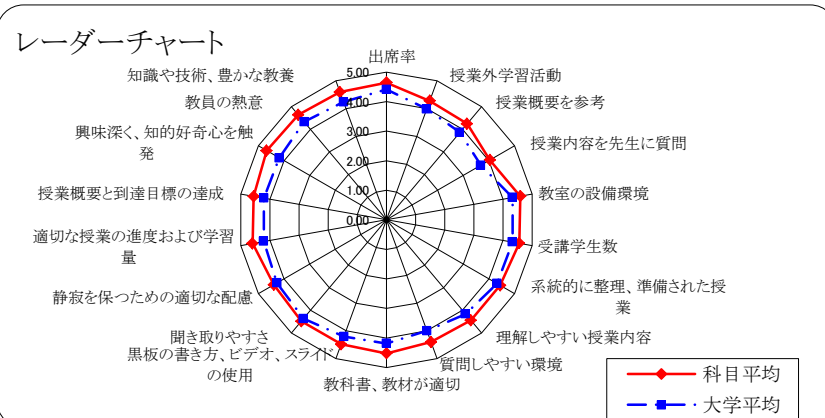 レーダーチャート
出席率
授業外学習活動
授業概要を参考
授業内容を先生に質問
教室の設備環境
受講学生数
系統的に整理、準備された授
業
理解しやすい授業内容
質問しやすい環境
教科書、教材が適切
黒板の書き方、ビデオ、スライド
の使用
聞き取りやすさ
静寂を保つための適切な配慮
適切な授業の進度および学習
量
授業概要と到達目標の達成
興味深く、知的好奇心を触
発
教員の熱意
知識や技術、豊かな教養
5.00
4.00
3.00
2.00
1.00
0.00
科目平均
大学平均